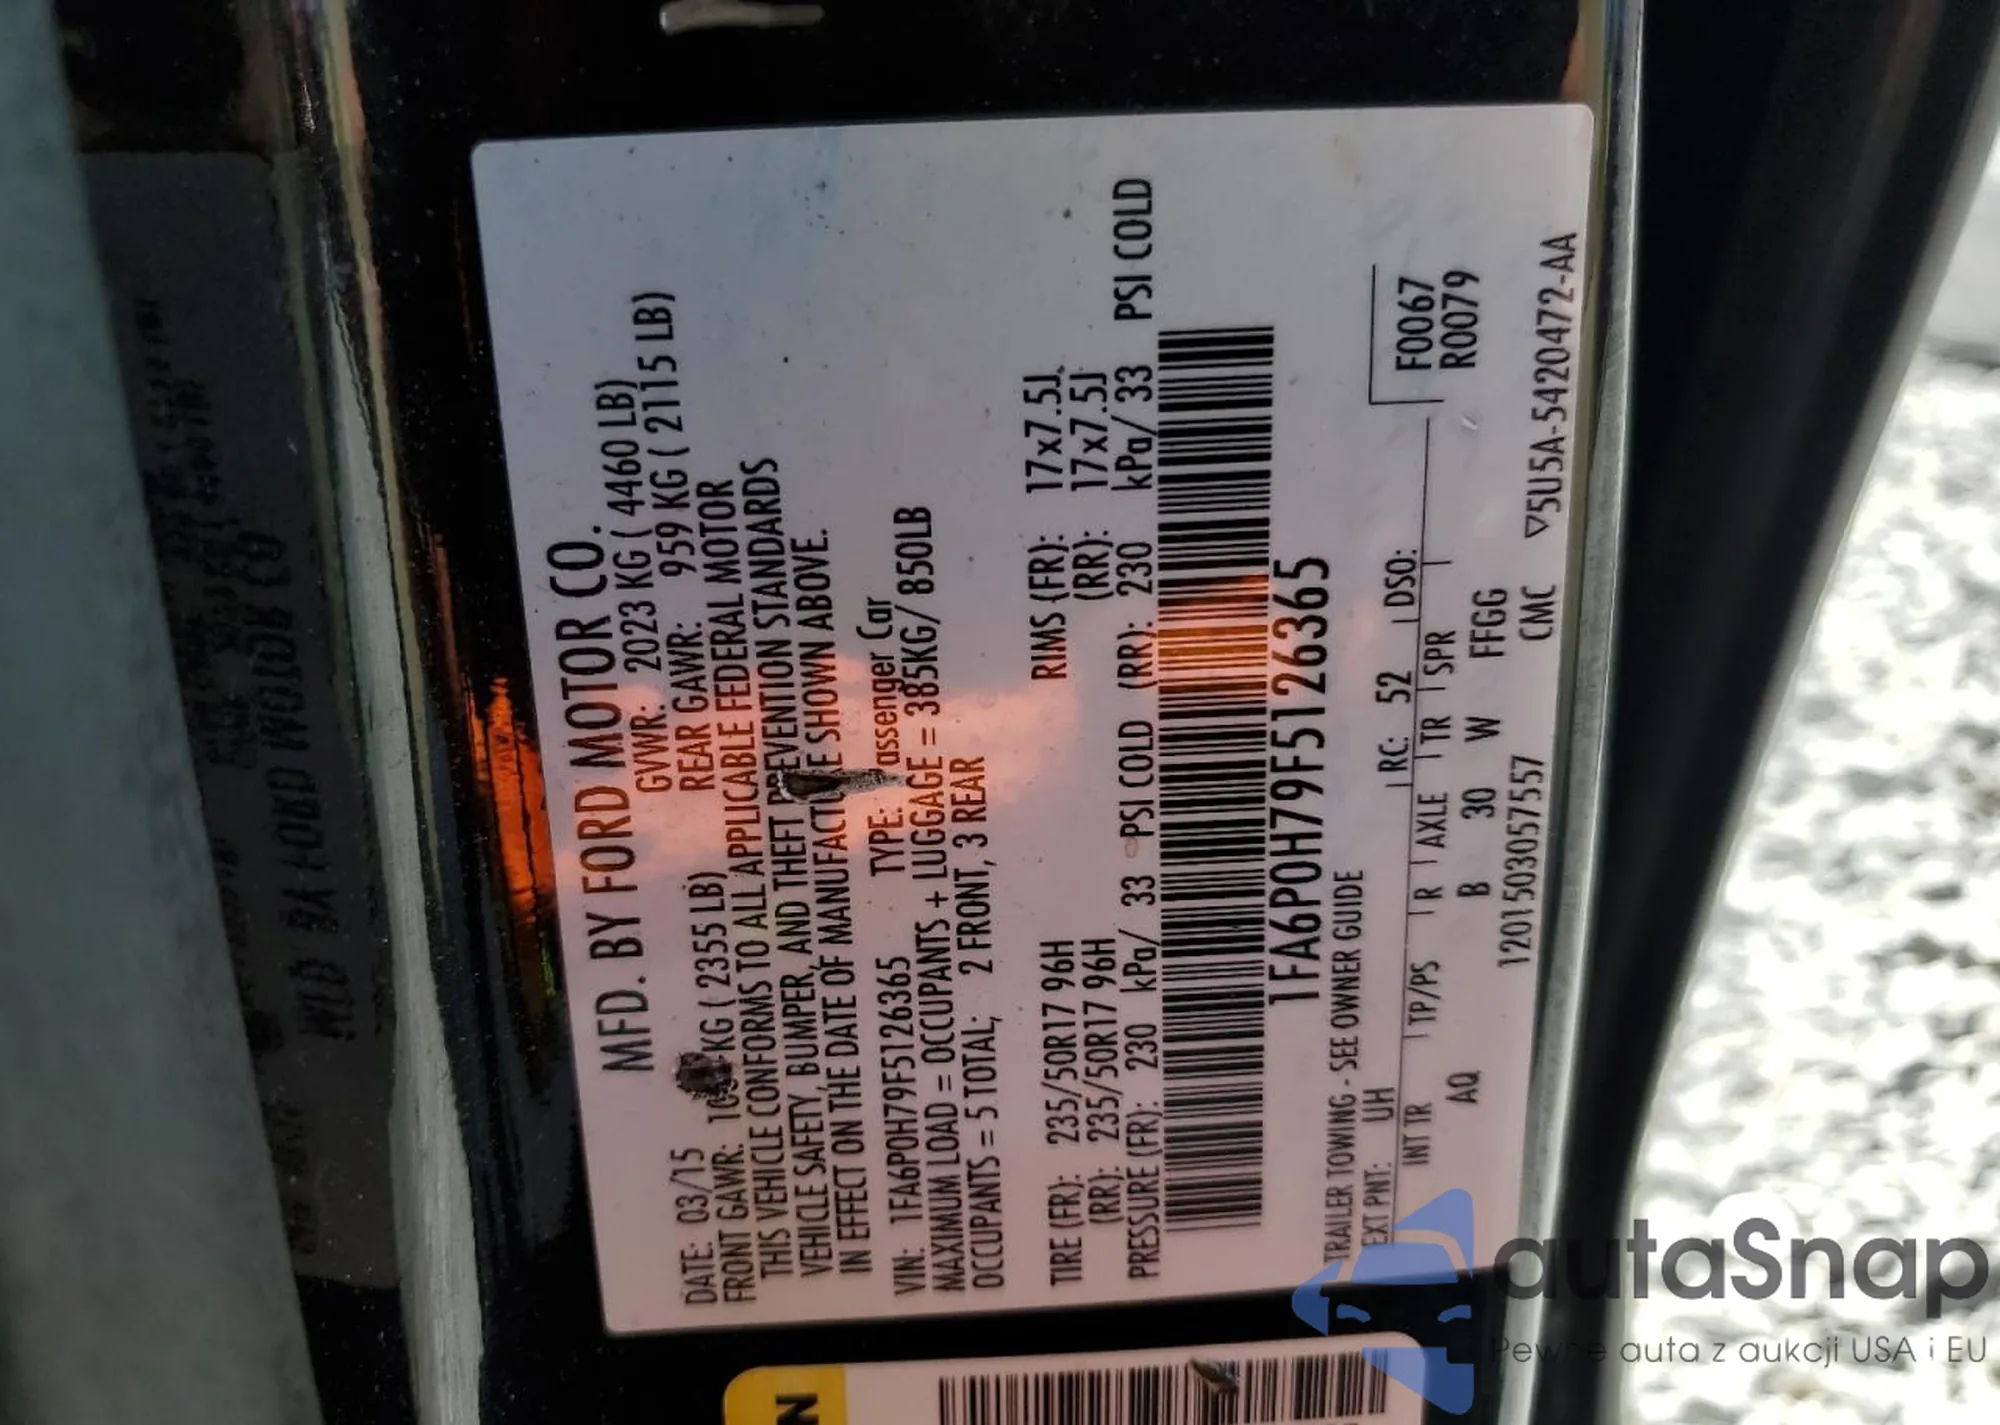 MFD. BY FORD MOTOR CO.
DATE: 03/15 GVWR: 2023 KG ( 4460 LB)
FRONT GAWR: KG ( 2355 LB) REAR GAWR: 959 KG ( 2115 LB)
THIS VEHICLE CONFORMS TO ALL APPLICABLE FEDERAL MOTOR
VEHICLE SAFETY, BUMPER, AND THEFT PREVENTION STANDARDS
IN EFFECT ON THE DATE OF MANUFACTURE SHOWN ABOVE.
VIN: 1FA6P0H79F5126365 TYPE: assenger Car
MAXIMUM LOAD = OCCUPANTS + LUGGAGE = 385KG/ 850LB
OCCUPANTS = 5 TOTAL; 2 FRONT, 3 REAR
TIRE (FR): 235/50R17 96H RIMS (FR): 17x7.5J
(RR): 235/50R17 96H (RR): 17x7.5J
PRESSURE (FR): 230 kPa/ 33 PSI COLD (RR): 230 kPa/ 33 PSI COLD
1FA6P0H79F5126365
TRAILER TOWING - SEE OWNER GUIDE
EXT PNT: UH RC: 52 DSO:
INT TR TP/PS R AXLE TR SPR
AQ B 30 W FFGG
F0067
R0079
1201503057557 CMC
▽5U5A-5420472-AA
autaSnap
Pewne auta z aukcji USA i EU